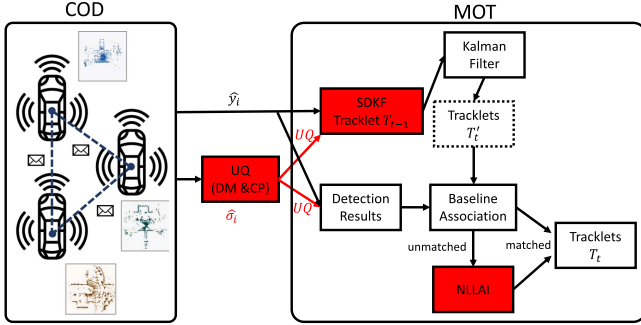 COD
MOT
Kalman
Filter
ŷᵢ
SDKF
Tracklet Tₜ₋₁
Tracklets
Tₜ′
UQ
UQ
(DM &CP)
σ̂ᵢ
UQ
Detection
Results
Baseline
Association
unmatched
matched
Tracklets
Tₜ
NLLAI